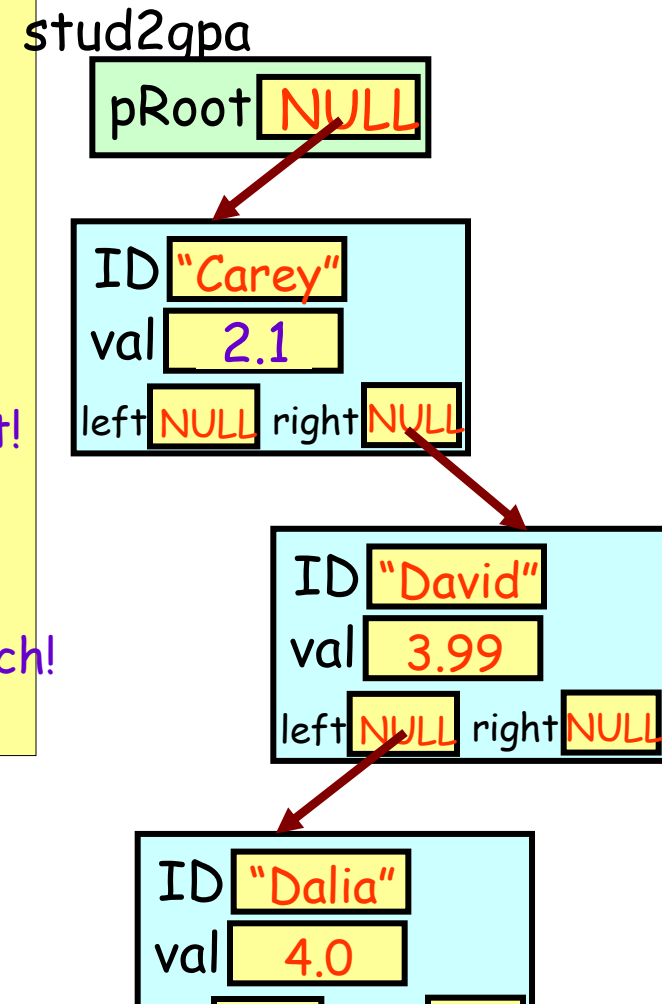 stud2gpa
pRoot NULL
ID "Carey"
val 2.1
left NULL right NULL
t!
ID "David"
val 3.99
ch!
left NULL right NULL
ID "Dalia"
val 4.0